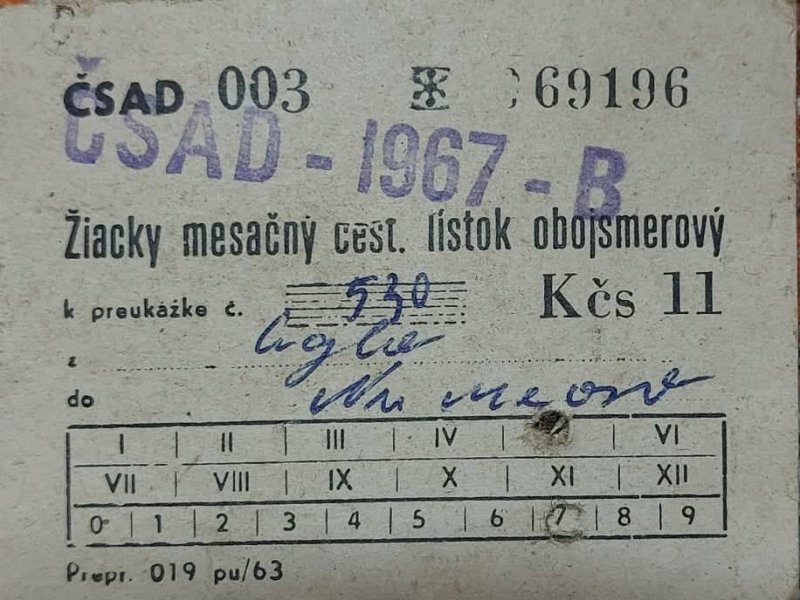 ČSAD 003 69196
ČSAD - 1967 - B
Žiacky mesačný cest. lístok obojsmerový
k preukážke č. 530 Kčs 11
z
do
I | II | III | IV | | VI
VII | VIII | IX | X | XI | XII
0 | 1 | 2 | 3 | 4 | 5 | 6 | 7 | 8 | 9
Prepr. 019 pu/63